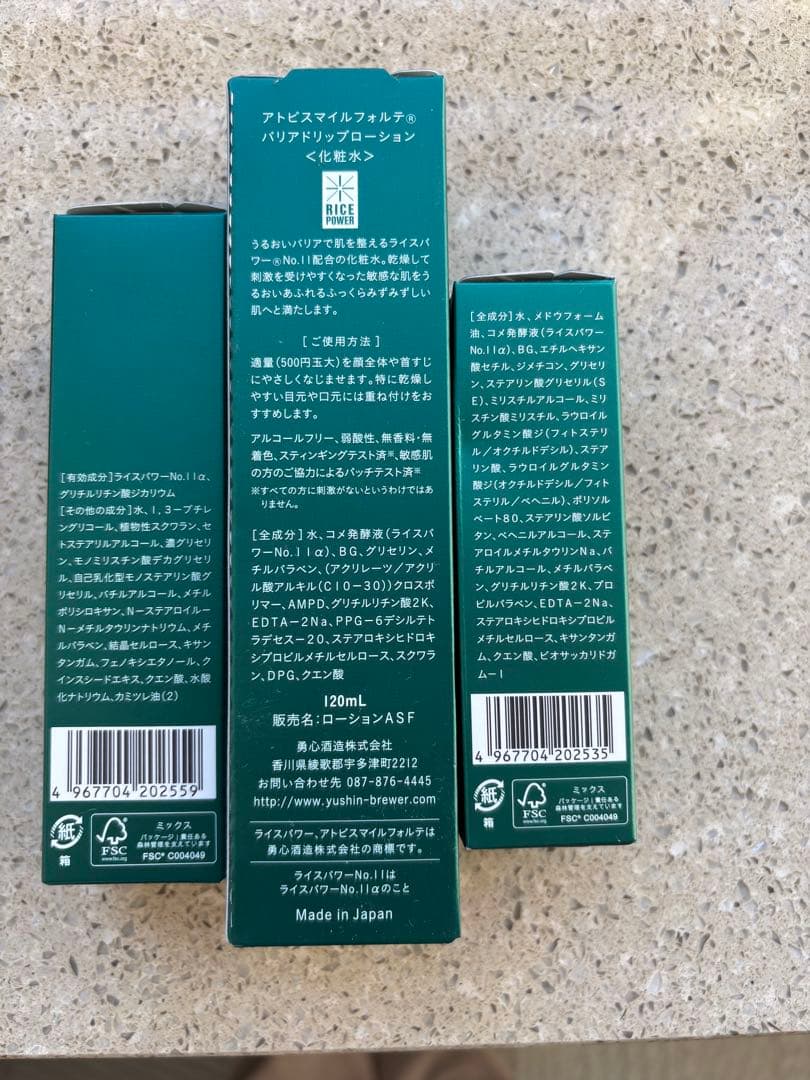 [有効成分]ライスパワーNo.11α、
グリチルリチン酸ジカリウム
[その他の成分]水、1,3-ブチレ
ングリコール、植物性スクワラン、セ
トステアリルアルコール、濃グリセリ
ン、モノミリスチン酸デカグリセリ
ル、自己乳化型モノステアリン酸グ
リセリル、バチルアルコール、メチル
ポリシロキサン、N-ステアロイル-
N-メチルタウリンナトリウム、メチ
ルパラベン、結晶セルロース、キサン
タンガム、フェノキシエタノール、ク
インスシードエキス、クエン酸、水酸
化ナトリウム、カミツレ油(2)
4 967704 202559
紙
箱
FSC
www.fsc.org
ミックス
パッケージ|責任ある
森林管理を支えています
FSC® C004049
アトピスマイルフォルテ®
バリアドリップローション
<化粧水>
RICE
POWER
うるおいバリアで肌を整えるライスパ
ワー®No.11配合の化粧水。乾燥して
刺激を受けやすくなった敏感な肌をう
るおいあふれるふっくらみずみずしい
肌へと満たします。
[ご使用方法]
適量(500円玉大)を顔全体や首すじ
にやさしくなじませます。特に乾燥し
やすい目元や口元には重ね付けをお
すすめします。
アルコールフリー、弱酸性、無香料・無
着色、スティンギングテスト済※、敏感肌
の方のご協力によるパッチテスト済※
※すべての方に刺激がないというわけではあ
りません。
[全成分]水、コメ発酵液(ライスパ
ワーNo.11α)、BG、グリセリン、メ
チルパラベン、(アクリレーツ/アクリ
ル酸アルキル(C10-30))クロスポ
リマー、AMPD、グリチルリチン酸2K、
EDTA-2Na、PPG-6デシルテト
ラデセス-20、ステアロキシヒドロキ
シプロピルメチルセルロース、スクワラ
ン、DPG、クエン酸
120mL
販売名:ローションASF
勇心酒造株式会社
香川県綾歌郡宇多津町2212
お問い合わせ先 087-876-4445
http://www.yushin-brewer.com
ライスパワー、アトピスマイルフォルテは
勇心酒造株式会社の商標です。
ライスパワーNo.11は
ライスパワーNo.11αのこと
Made in Japan
[全成分]水、メドウフォーム
油、コメ発酵液(ライスパワー
No.11α)、BG、エチルヘキサン
酸セチル、ジメチコン、グリセリ
ン、ステアリン酸グリセリル(S
E)、ミリスチルアルコール、ミリ
スチン酸ミリスチル、ラウロイル
グルタミン酸ジ(フィトステリ
ル/オクチルドデシル)、ステア
リン酸、ラウロイルグルタミン
酸ジ(オクチルドデシル/フィト
ステリル/ベヘニル)、ポリソル
ベート80、ステアリン酸ソルビ
タン、ベヘニルアルコール、ステ
アロイルメチルタウリンNa、バ
チルアルコール、メチルパラベ
ン、グリチルリチン酸2K、プロ
ピルパラベン、EDTA-2Na、
ステアロキシヒドロキシプロピル
メチルセルロース、キサンタンガ
ム、クエン酸、ビオサッカリドガ
ム-1
4 967704 202535
紙
箱
FSC
www.fsc.org
ミックス
パッケージ|責任ある
森林管理を支えています
FSC® C004049